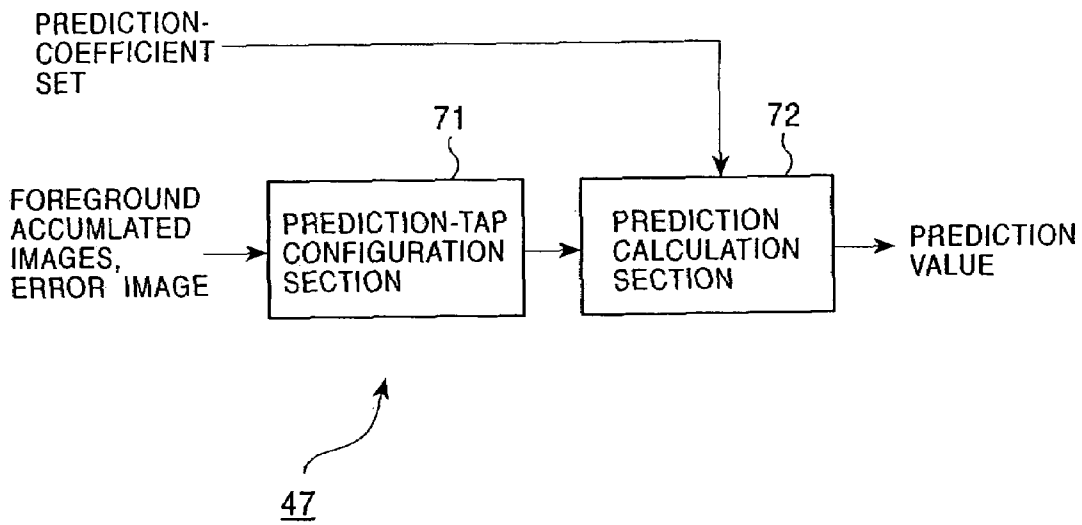 PREDICTION-
COEFFICIENT
SET
71
72
FOREGROUND
ACCUMLATED
IMAGES,
ERROR IMAGE
PREDICTION-TAP
CONFIGURATION
SECTION
PREDICTION
CALCULATION
SECTION
PREDICTION
VALUE
47